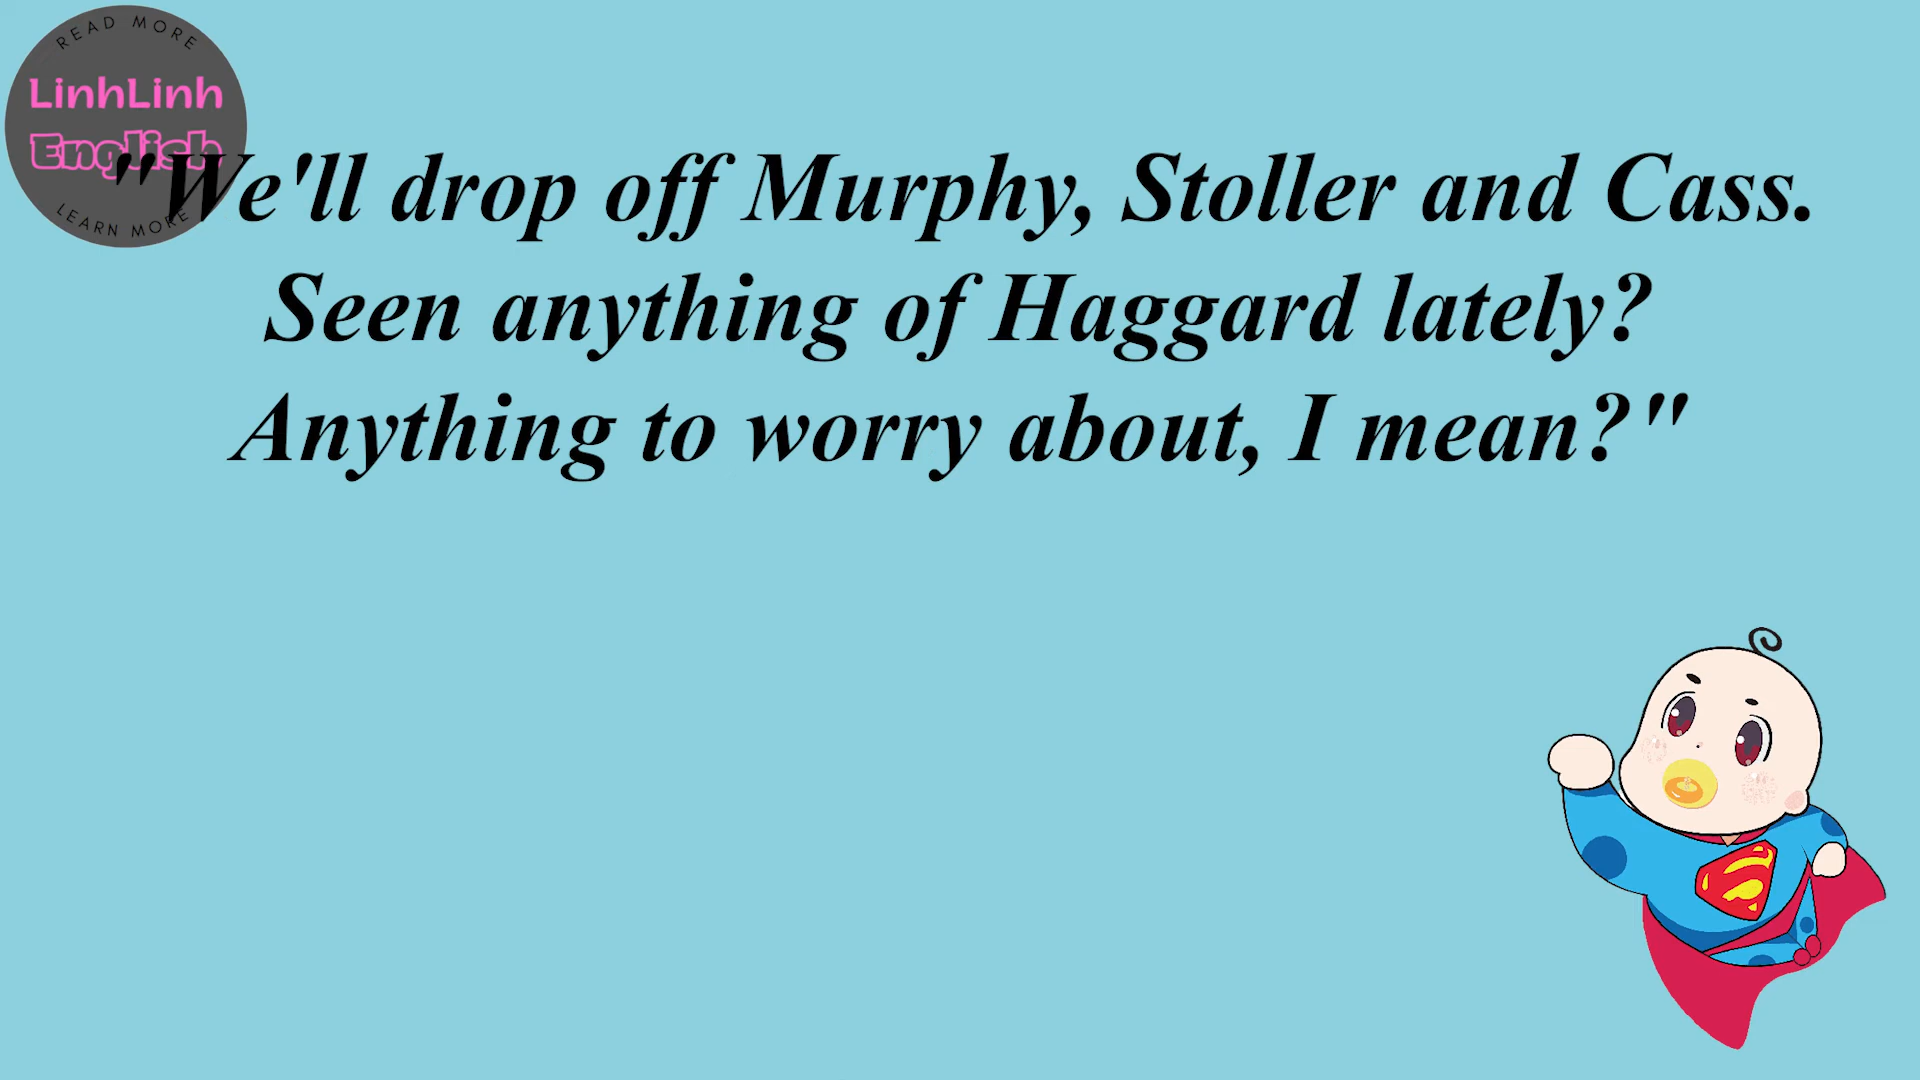 READ MORE
LinhLinh
English
LEARN MORE
"We'll drop off Murphy, Stoller and Cass.
Seen anything of Haggard lately?
Anything to worry about, I mean?"